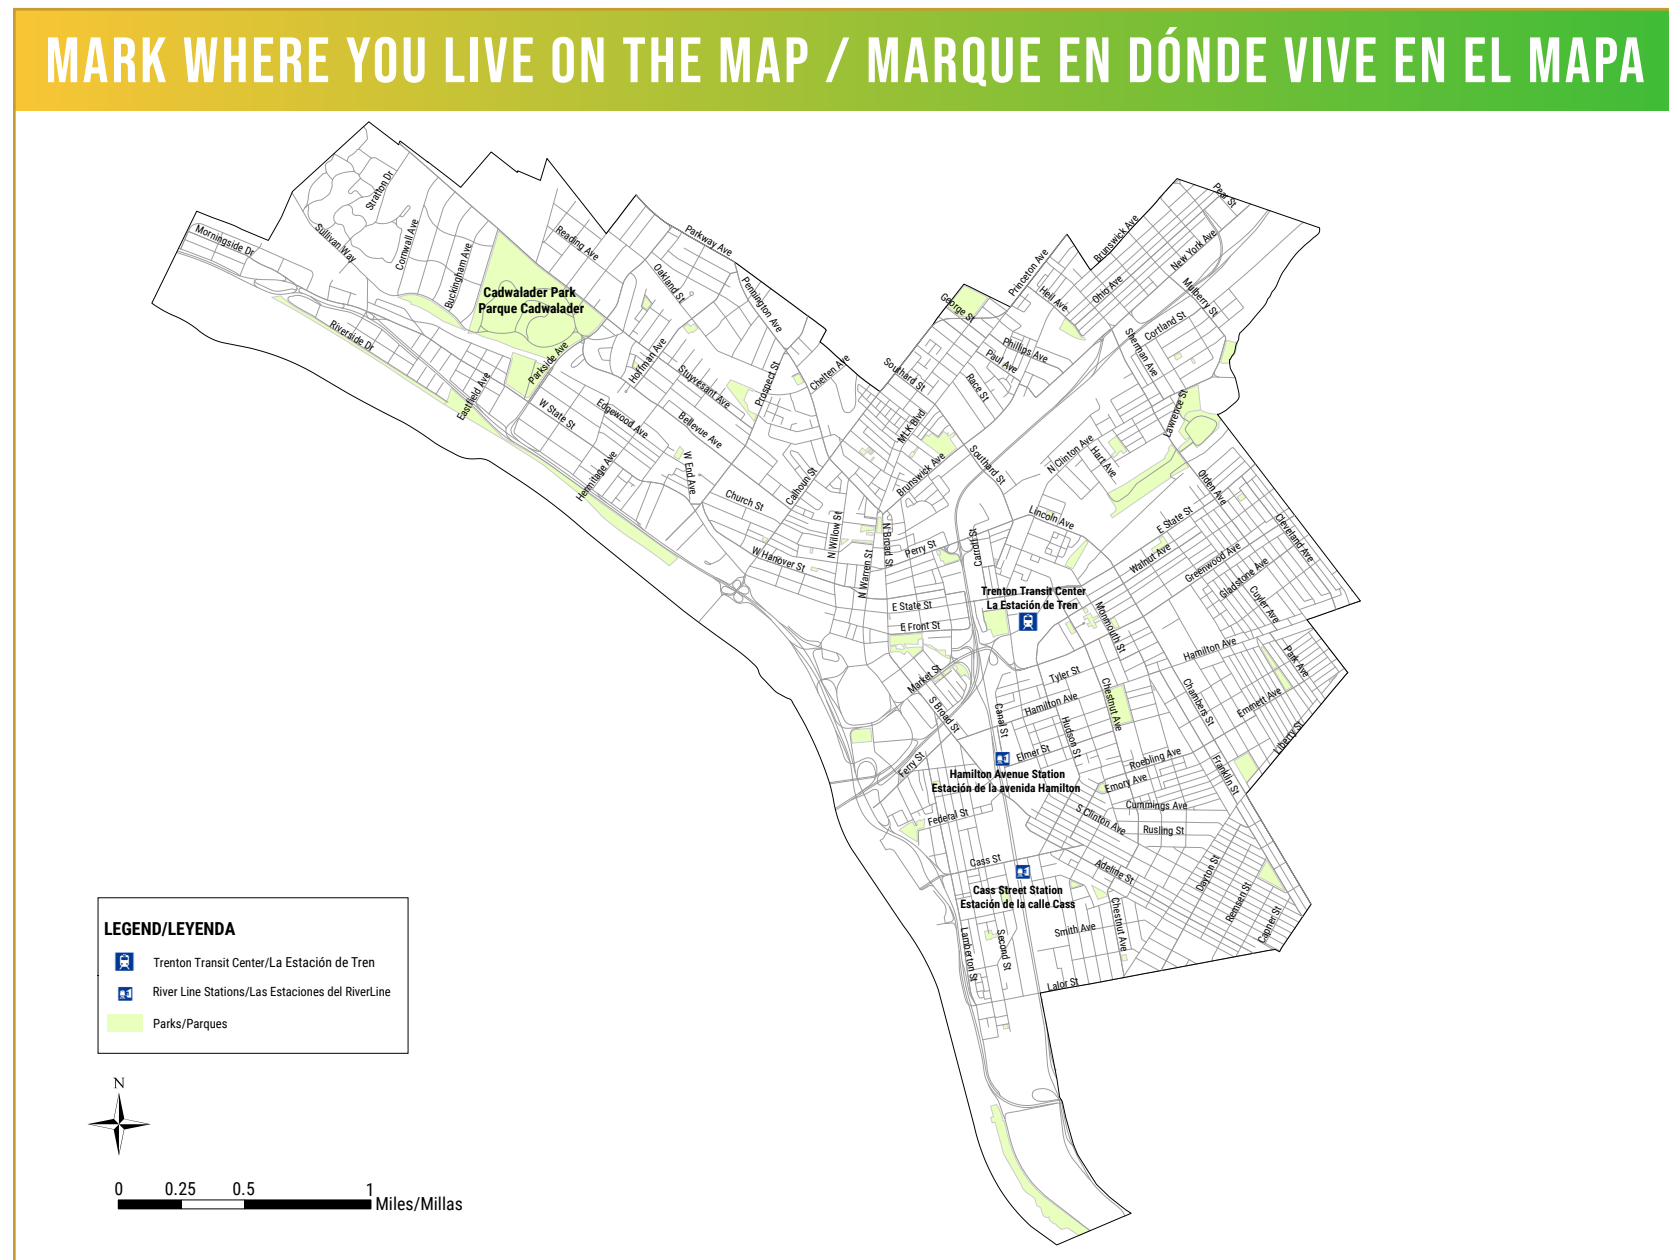 MARK WHERE YOU LIVE ON THE MAP / MARQUE EN DÓNDE VIVE EN EL MAPA
Pear St
Stratton Dr
Brunswick Ave
Morningside Dr
Sullivan Way
Cornwall Ave
Reading Ave
Parkway Ave
New York Ave
Buckingham Ave
Oakland St
Pennington Ave
Princeton Ave
Heil Ave
Ohio Ave
Mulberry St
Cadwalader Park
Parque Cadwalader
George St
Cortland St
Riverside Dr
Sherman Ave
Phillips Ave
Paul Ave
Parkside Ave
Hoffman Ave
Stuyvesant Ave
Prospect St
Chelten Ave
Southard St
Race St
Eastfield Ave
W State St
Edgewood Ave
Bellevue Ave
MLK Blvd
Lawrence St
Hermitage Ave
W End Ave
Calhoun St
Brunswick Ave
Southard St
N Clinton Ave
Hart Ave
Olden Ave
Church St
N Willow St
N Broad St
Lincoln Ave
E State St
Cleveland Ave
W Hanover St
N Warren St
Perry St
Carroll St
Walnut Ave
Greenwood Ave
Gladstone Ave
Cuyler Ave
Trenton Transit Center
La Estación de Tren
E State St
E Front St
Monmouth St
Hamilton Ave
Park Ave
Market St
Tyler St
S Broad St
Canal St
Hamilton Ave
Chestnut Ave
Chambers St
Emmett Ave
Hudson St
Liberty St
Ferry St
Elmer St
Roebling Ave
Franklin St
Hamilton Avenue Station
Estación de la avenida Hamilton
Emory Ave
Cummings Ave
Federal St
S Clinton Ave
Rusling St
Cass St
Adeline St
Dayton St
Cass Street Station
Estación de la calle Cass
Remsen St
Capner St
Lamberton St
Second St
Smith Ave
Chestnut Ave
Lalor St
LEGEND/LEYENDA
Trenton Transit Center/La Estación de Tren
River Line Stations/Las Estaciones del RiverLine
Parks/Parques
N
0 0.25 0.5 1
Miles/Millas